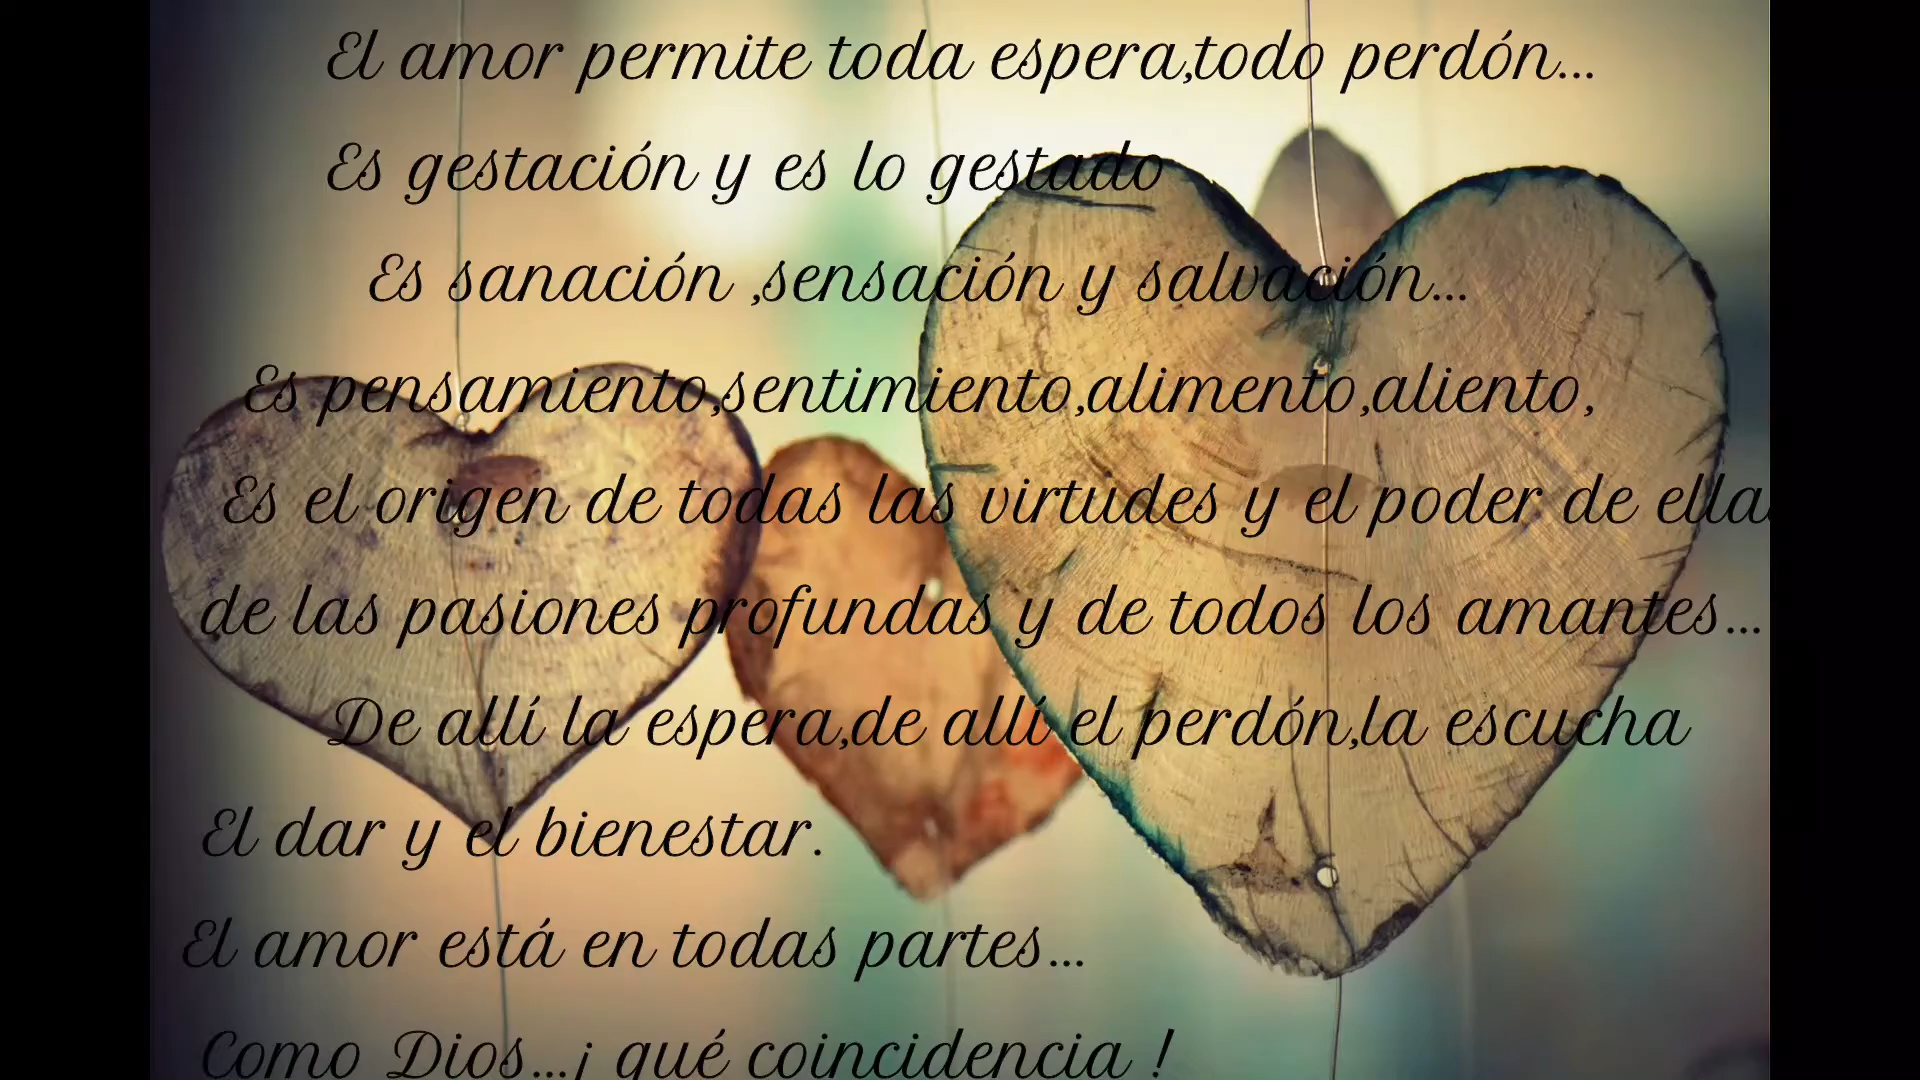 El amor permite toda espera,todo perdón...
Es gestación y es lo gestado
Es sanación ,sensación y salvación...
Es pensamiento,sentimiento,alimento,aliento,
Es el origen de todas las virtudes y el poder de ella
de las pasiones profundas y de todos los amantes...
De allí la espera,de allí el perdón,la escucha
El dar y el bienestar.
El amor está en todas partes...
Como Dios...¡ qué coincidencia !